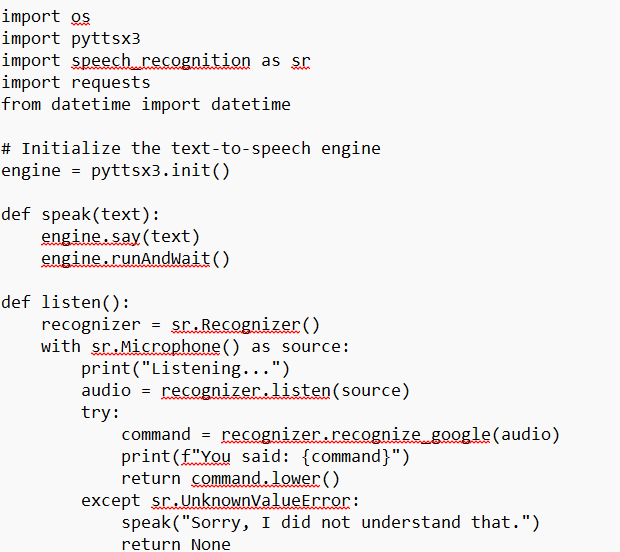 import os
import pyttsx3
import speech_recognition as sr
import requests
from datetime import datetime

# Initialize the text-to-speech engine
engine = pyttsx3.init()

def speak(text):
    engine.say(text)
    engine.runAndWait()

def listen():
    recognizer = sr.Recognizer()
    with sr.Microphone() as source:
        print("Listening...")
        audio = recognizer.listen(source)
        try:
            command = recognizer.recognize_google(audio)
            print(f"You said: {command}")
            return command.lower()
        except sr.UnknownValueError:
            speak("Sorry, I did not understand that.")
            return None